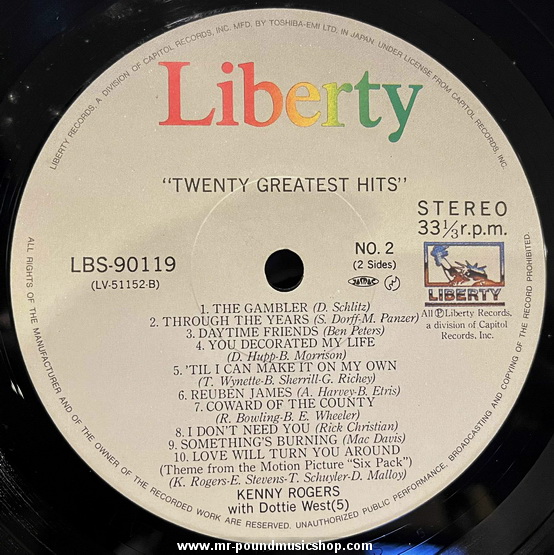 LIBERTY RECORDS, A DIVISION OF CAPITOL RECORDS, INC. MFD. BY TOSHIBA-EMI LTD. IN JAPAN UNDER LICENSE FROM CAPITOL RECORDS, INC.
Liberty
"TWENTY GREATEST HITS"
STEREO
33⅓r.p.m.
LBS-90119
(LV-51152-B)
NO. 2
(2 Sides)
LIBERTY
All Ⓟ Liberty Records,
a division of Capitol
Records, Inc.
1. THE GAMBLER (D. Schlitz)
2. THROUGH THE YEARS (S. Dorff-M. Panzer)
3. DAYTIME FRIENDS (Ben Peters)
4. YOU DECORATED MY LIFE
(D. Hupp-B. Morrison)
5. 'TIL I CAN MAKE IT ON MY OWN
(T. Wynette-B. Sherrill-G. Richey)
6. REUBEN JAMES (A. Harvey-B. Etris)
7. COWARD OF THE COUNTY
(R. Bowling-B. E. Wheeler)
8. I DON'T NEED YOU (Rick Christian)
9. SOMETHING'S BURNING (Mac Davis)
10. LOVE WILL TURN YOU AROUND
(Theme from the Motion Picture "Six Pack")
(K. Rogers-E. Stevens-T. Schuyler-D. Malloy)
KENNY ROGERS
with Dottie West(5)
ALL RIGHTS OF THE MANUFACTURER AND OF THE OWNER OF THE RECORDED WORK ARE RESERVED. UNAUTHORIZED PUBLIC PERFORMANCE, BROADCASTING AND COPYING OF THE RECORD PROHIBITED.
www.mr-poundmusicshop.com